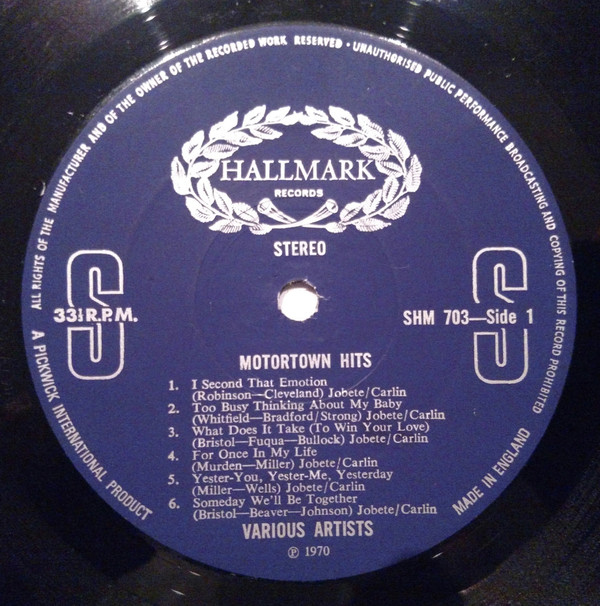 ALL RIGHTS OF THE MANUFACTURER AND OF THE OWNER OF THE RECORDED WORK RESERVED · UNAUTHORISED PUBLIC PERFORMANCE BROADCASTING AND COPYING OF THIS RECORD PROHIBITED
HALLMARK
RECORDS
STEREO
33⅓ R.P.M.
SHM 703—Side 1
MOTORTOWN HITS
1. I Second That Emotion
(Robinson—Cleveland) Jobete/Carlin
2. Too Busy Thinking About My Baby
(Whitfield—Bradford/Strong) Jobete/Carlin
3. What Does It Take (To Win Your Love)
(Bristol—Fuqua—Bullock) Jobete/Carlin
4. For Once In My Life
(Murden—Miller) Jobete/Carlin
5. Yester-You, Yester-Me, Yesterday
(Miller—Wells) Jobete/Carlin
6. Someday We'll Be Together
(Bristol—Beaver—Johnson) Jobete/Carlin
VARIOUS ARTISTS
℗ 1970
A PICKWICK INTERNATIONAL PRODUCT
MADE IN ENGLAND